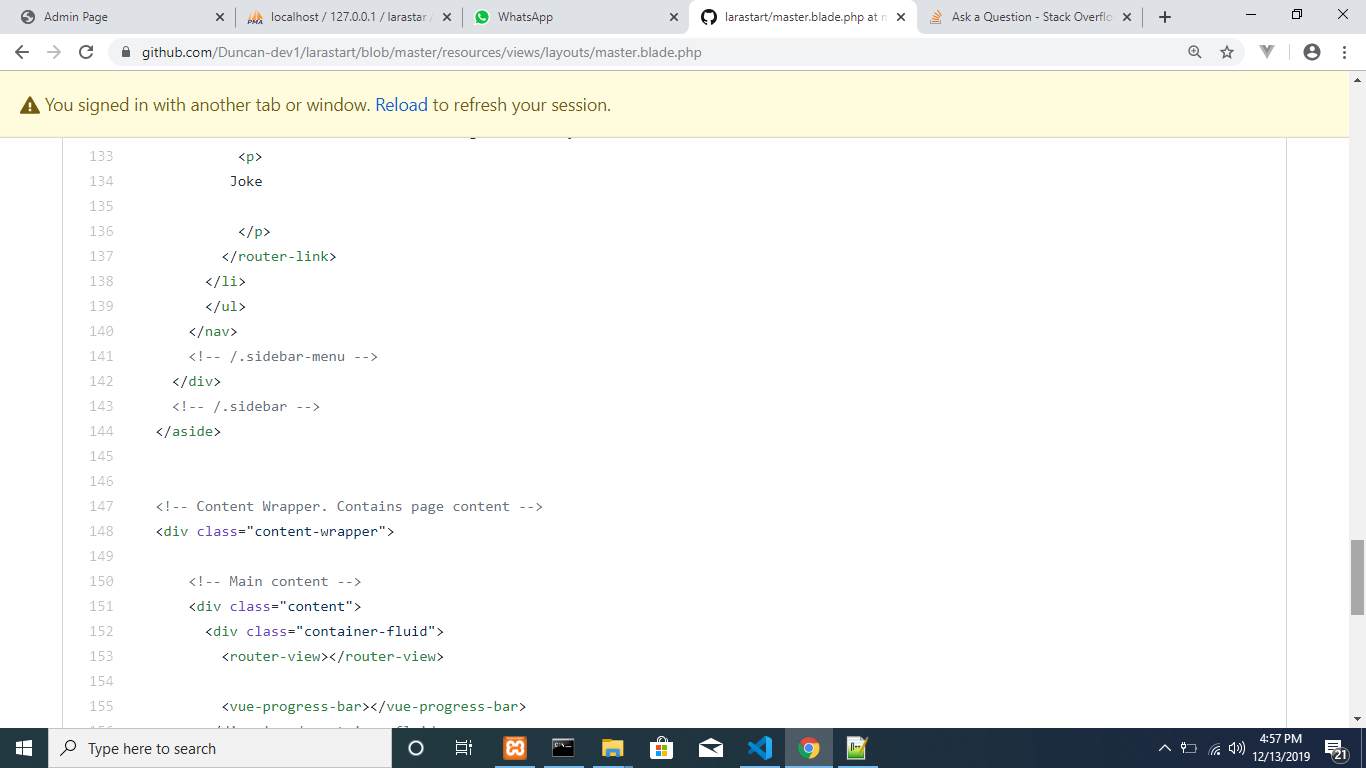 Admin Page
localhost / 127.0.0.1 / larastar /
WhatsApp
larastart/master.blade.php at m
Ask a Question - Stack Overflo
github.com/Duncan-dev1/larastart/blob/master/resources/views/layouts/master.blade.php
You signed in with another tab or window. Reload to refresh your session.
133 <p>
134 Joke
135
136 </p>
137 </router-link>
138 </li>
139 </ul>
140 </nav>
141 <!-- /.sidebar-menu -->
142 </div>
143 <!-- /.sidebar -->
144 </aside>
145
146
147 <!-- Content Wrapper. Contains page content -->
148 <div class="content-wrapper">
149
150 <!-- Main content -->
151 <div class="content">
152 <div class="container-fluid">
153 <router-view></router-view>
154
155 <vue-progress-bar></vue-progress-bar>
Type here to search
4:57 PM
12/13/2019
21